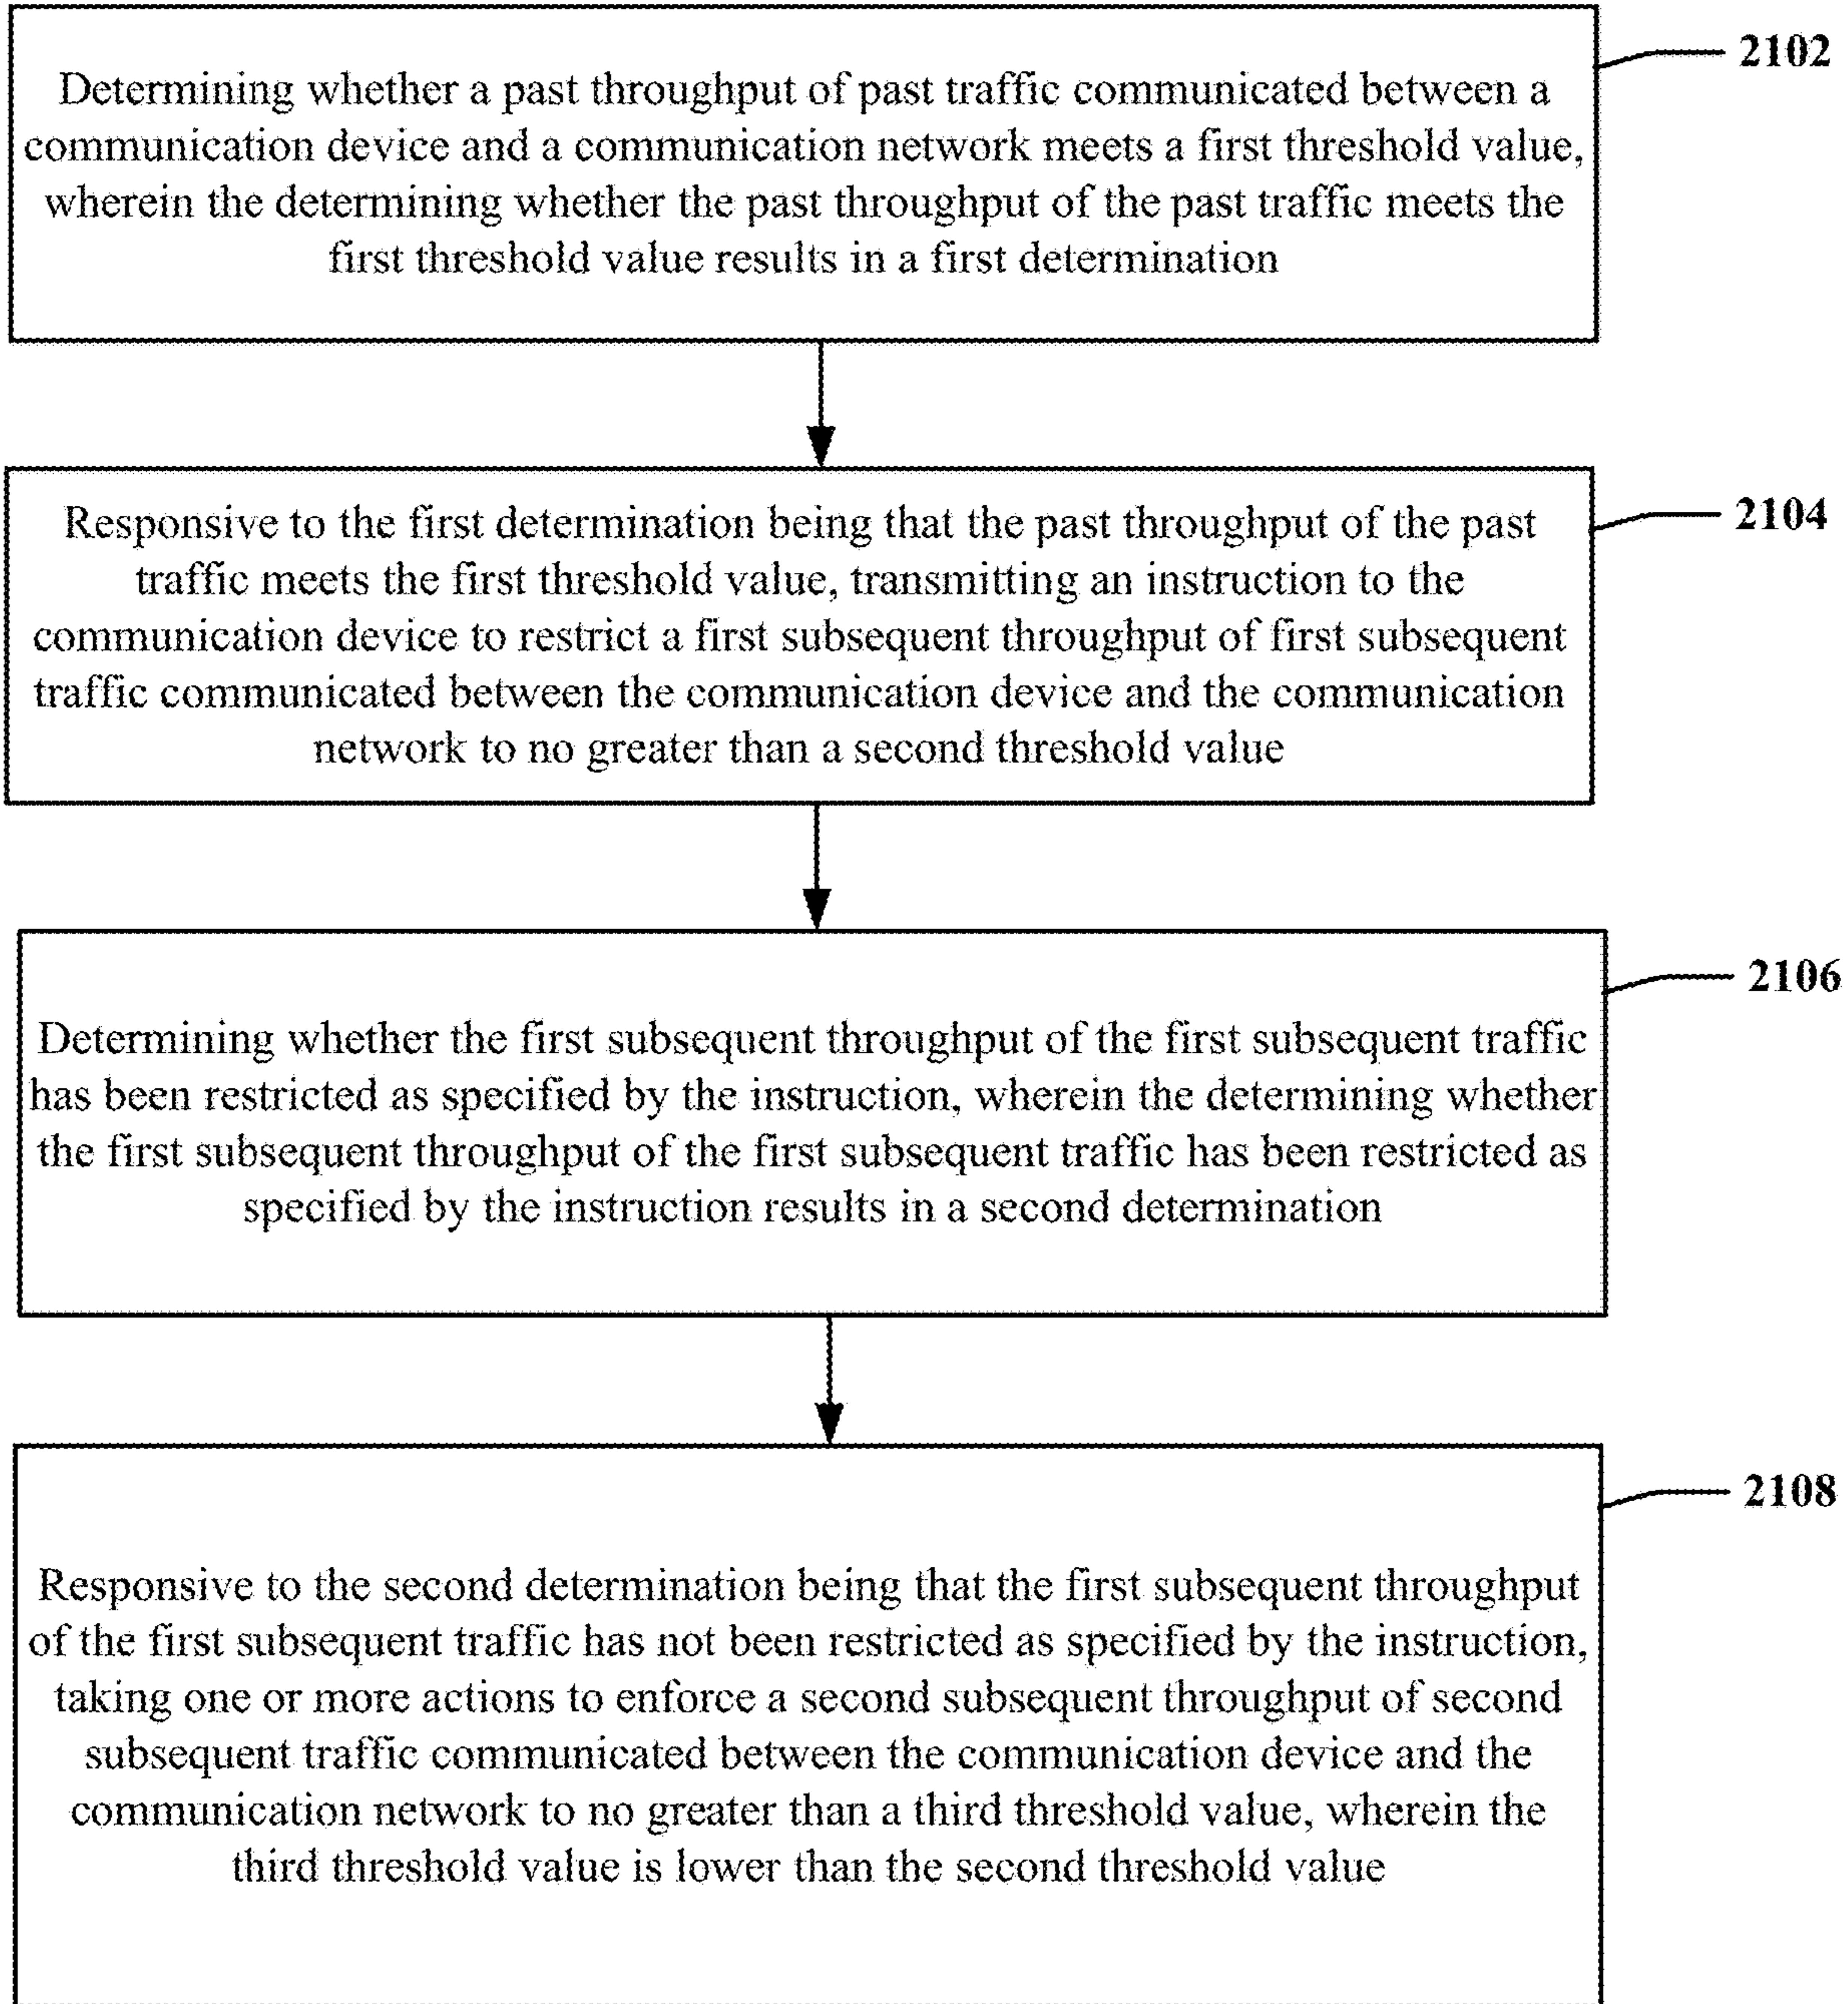 2102
Determining whether a past throughput of past traffic communicated between a
communication device and a communication network meets a first threshold value,
wherein the determining whether the past throughput of the past traffic meets the
first threshold value results in a first determination
2104
Responsive to the first determination being that the past throughput of the past
traffic meets the first threshold value, transmitting an instruction to the
communication device to restrict a first subsequent throughput of first subsequent
traffic communicated between the communication device and the communication
network to no greater than a second threshold value
2106
Determining whether the first subsequent throughput of the first subsequent traffic
has been restricted as specified by the instruction, wherein the determining whether
the first subsequent throughput of the first subsequent traffic has been restricted as
specified by the instruction results in a second determination
2108
Responsive to the second determination being that the first subsequent throughput
of the first subsequent traffic has not been restricted as specified by the instruction,
taking one or more actions to enforce a second subsequent throughput of second
subsequent traffic communicated between the communication device and the
communication network to no greater than a third threshold value, wherein the
third threshold value is lower than the second threshold value